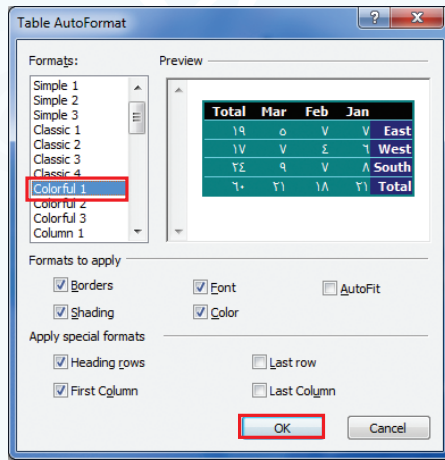 Table AutoFormat
Formats:
Simple 1
Simple 2
Simple 3
Classic 1
Classic 2
Classic 3
Classic 4
Colorful 1
Colorful 2
Colorful 3
Column 1
Preview
Total Mar Feb Jan
١٩ ٥ ٧ ٧ East
١٧ ٧ ٤ ٦ West
٢٤ ٩ ٧ ٨ South
٦٠ ٢١ ١٨ ٢١ Total
Formats to apply
Borders Font AutoFit
Shading Color
Apply special formats
Heading rows Last row
First Column Last Column
OK Cancel